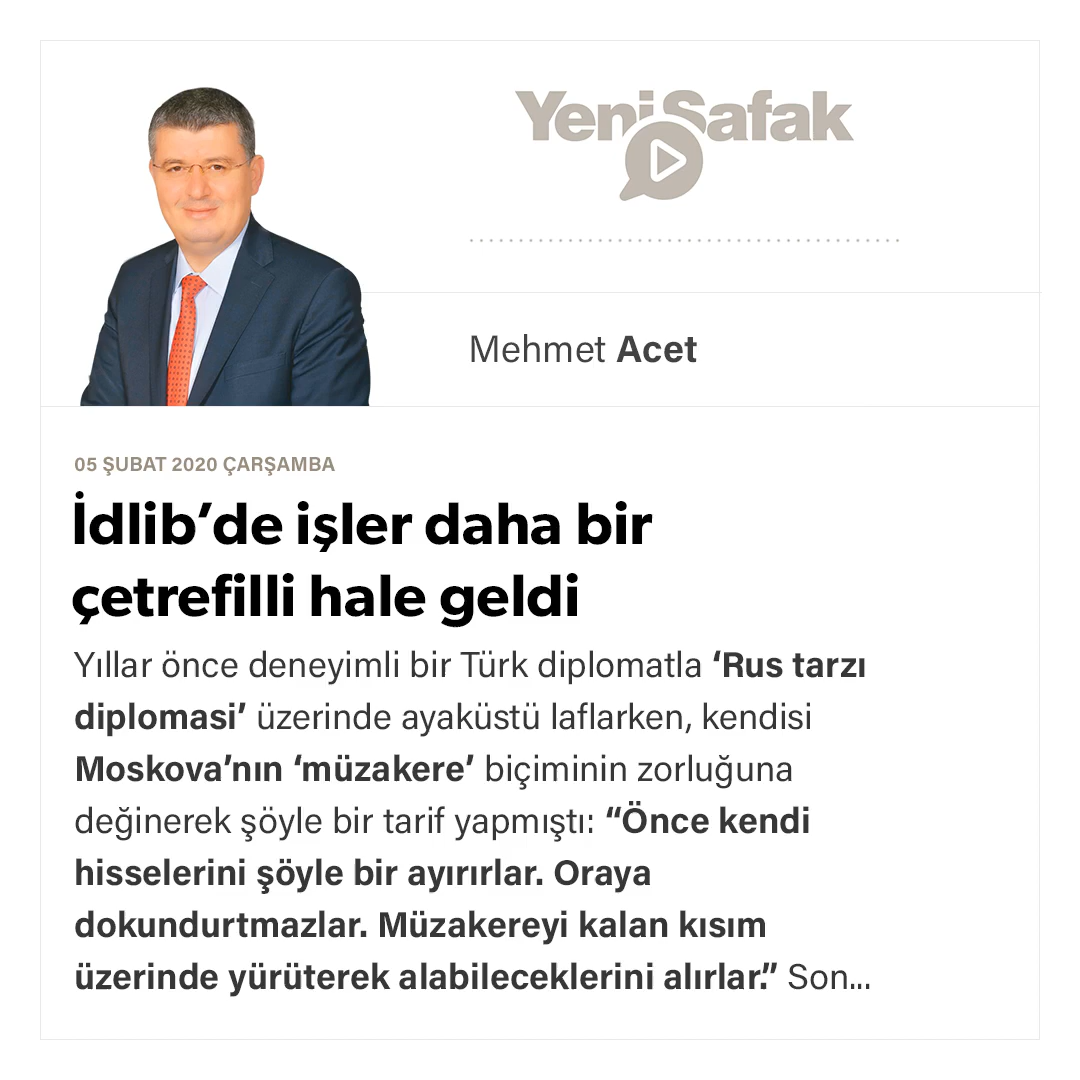 YeniSafak
Mehmet Acet
05 ŞUBAT 2020 ÇARŞAMBA
İdlib’de işler daha bir
çetrefilli hale geldi
Yıllar önce deneyimli bir Türk diplomatla ‘Rus tarzı
diplomasi’ üzerinde ayaküstü laflarken, kendisi
Moskova’nın ‘müzakere’ biçiminin zorluğuna
değinerek şöyle bir tarif yapmıştı: “Önce kendi
hisselerini şöyle bir ayırırlar. Oraya
dokundurtmazlar. Müzakereyi kalan kısım
üzerinde yürüterek alabileceklerini alırlar.” Son...